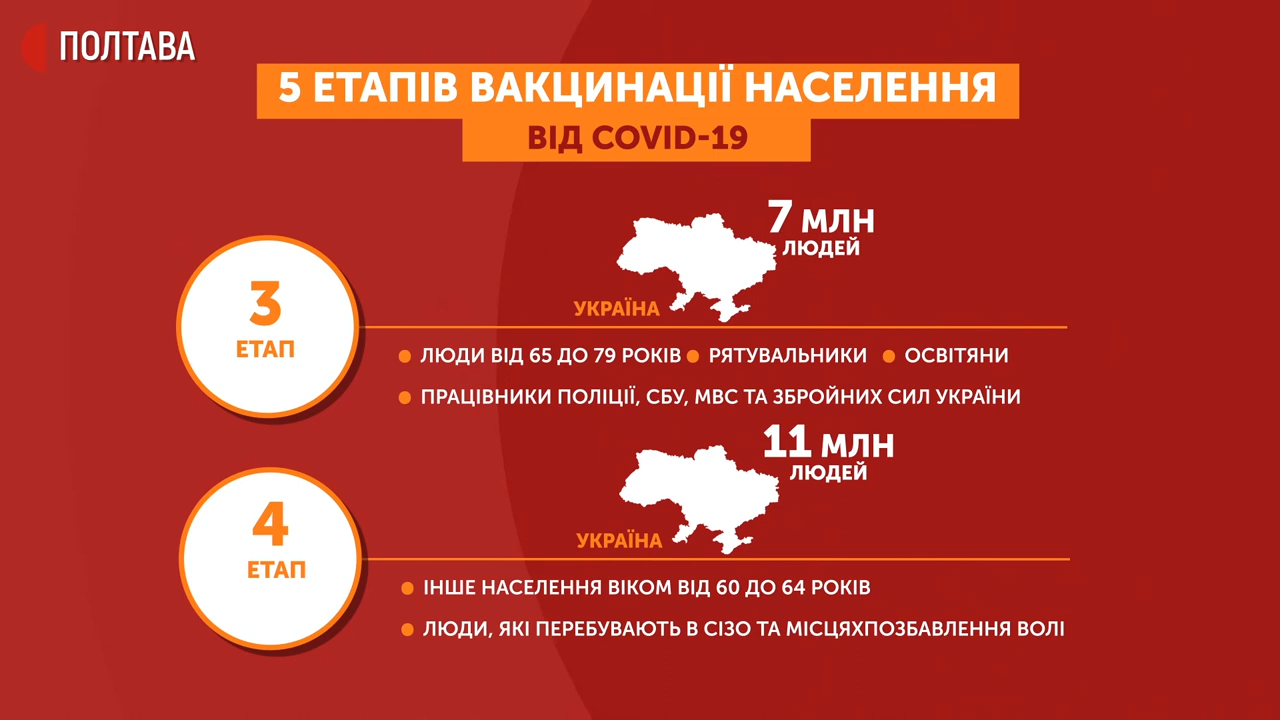 ПОЛТАВА
5 ЕТАПІВ ВАКЦИНАЦІЇ НАСЕЛЕННЯ
ВІД COVID-19
7 МЛН
ЛЮДЕЙ
УКРАЇНА
3
ЕТАП
ЛЮДИ ВІД 65 ДО 79 РОКІВ ● РЯТУВАЛЬНИКИ ● ОСВІТЯНИ
ПРАЦІВНИКИ ПОЛІЦІЇ, СБУ, МВС ТА ЗБРОЙНИХ СИЛ УКРАЇНИ
11 МЛН
ЛЮДЕЙ
УКРАЇНА
4
ЕТАП
ІНШЕ НАСЕЛЕННЯ ВІКОМ ВІД 60 ДО 64 РОКІВ
ЛЮДИ, ЯКІ ПЕРЕБУВАЮТЬ В СІЗО ТА МІСЦЯХПОЗБАВЛЕННЯ ВОЛІ